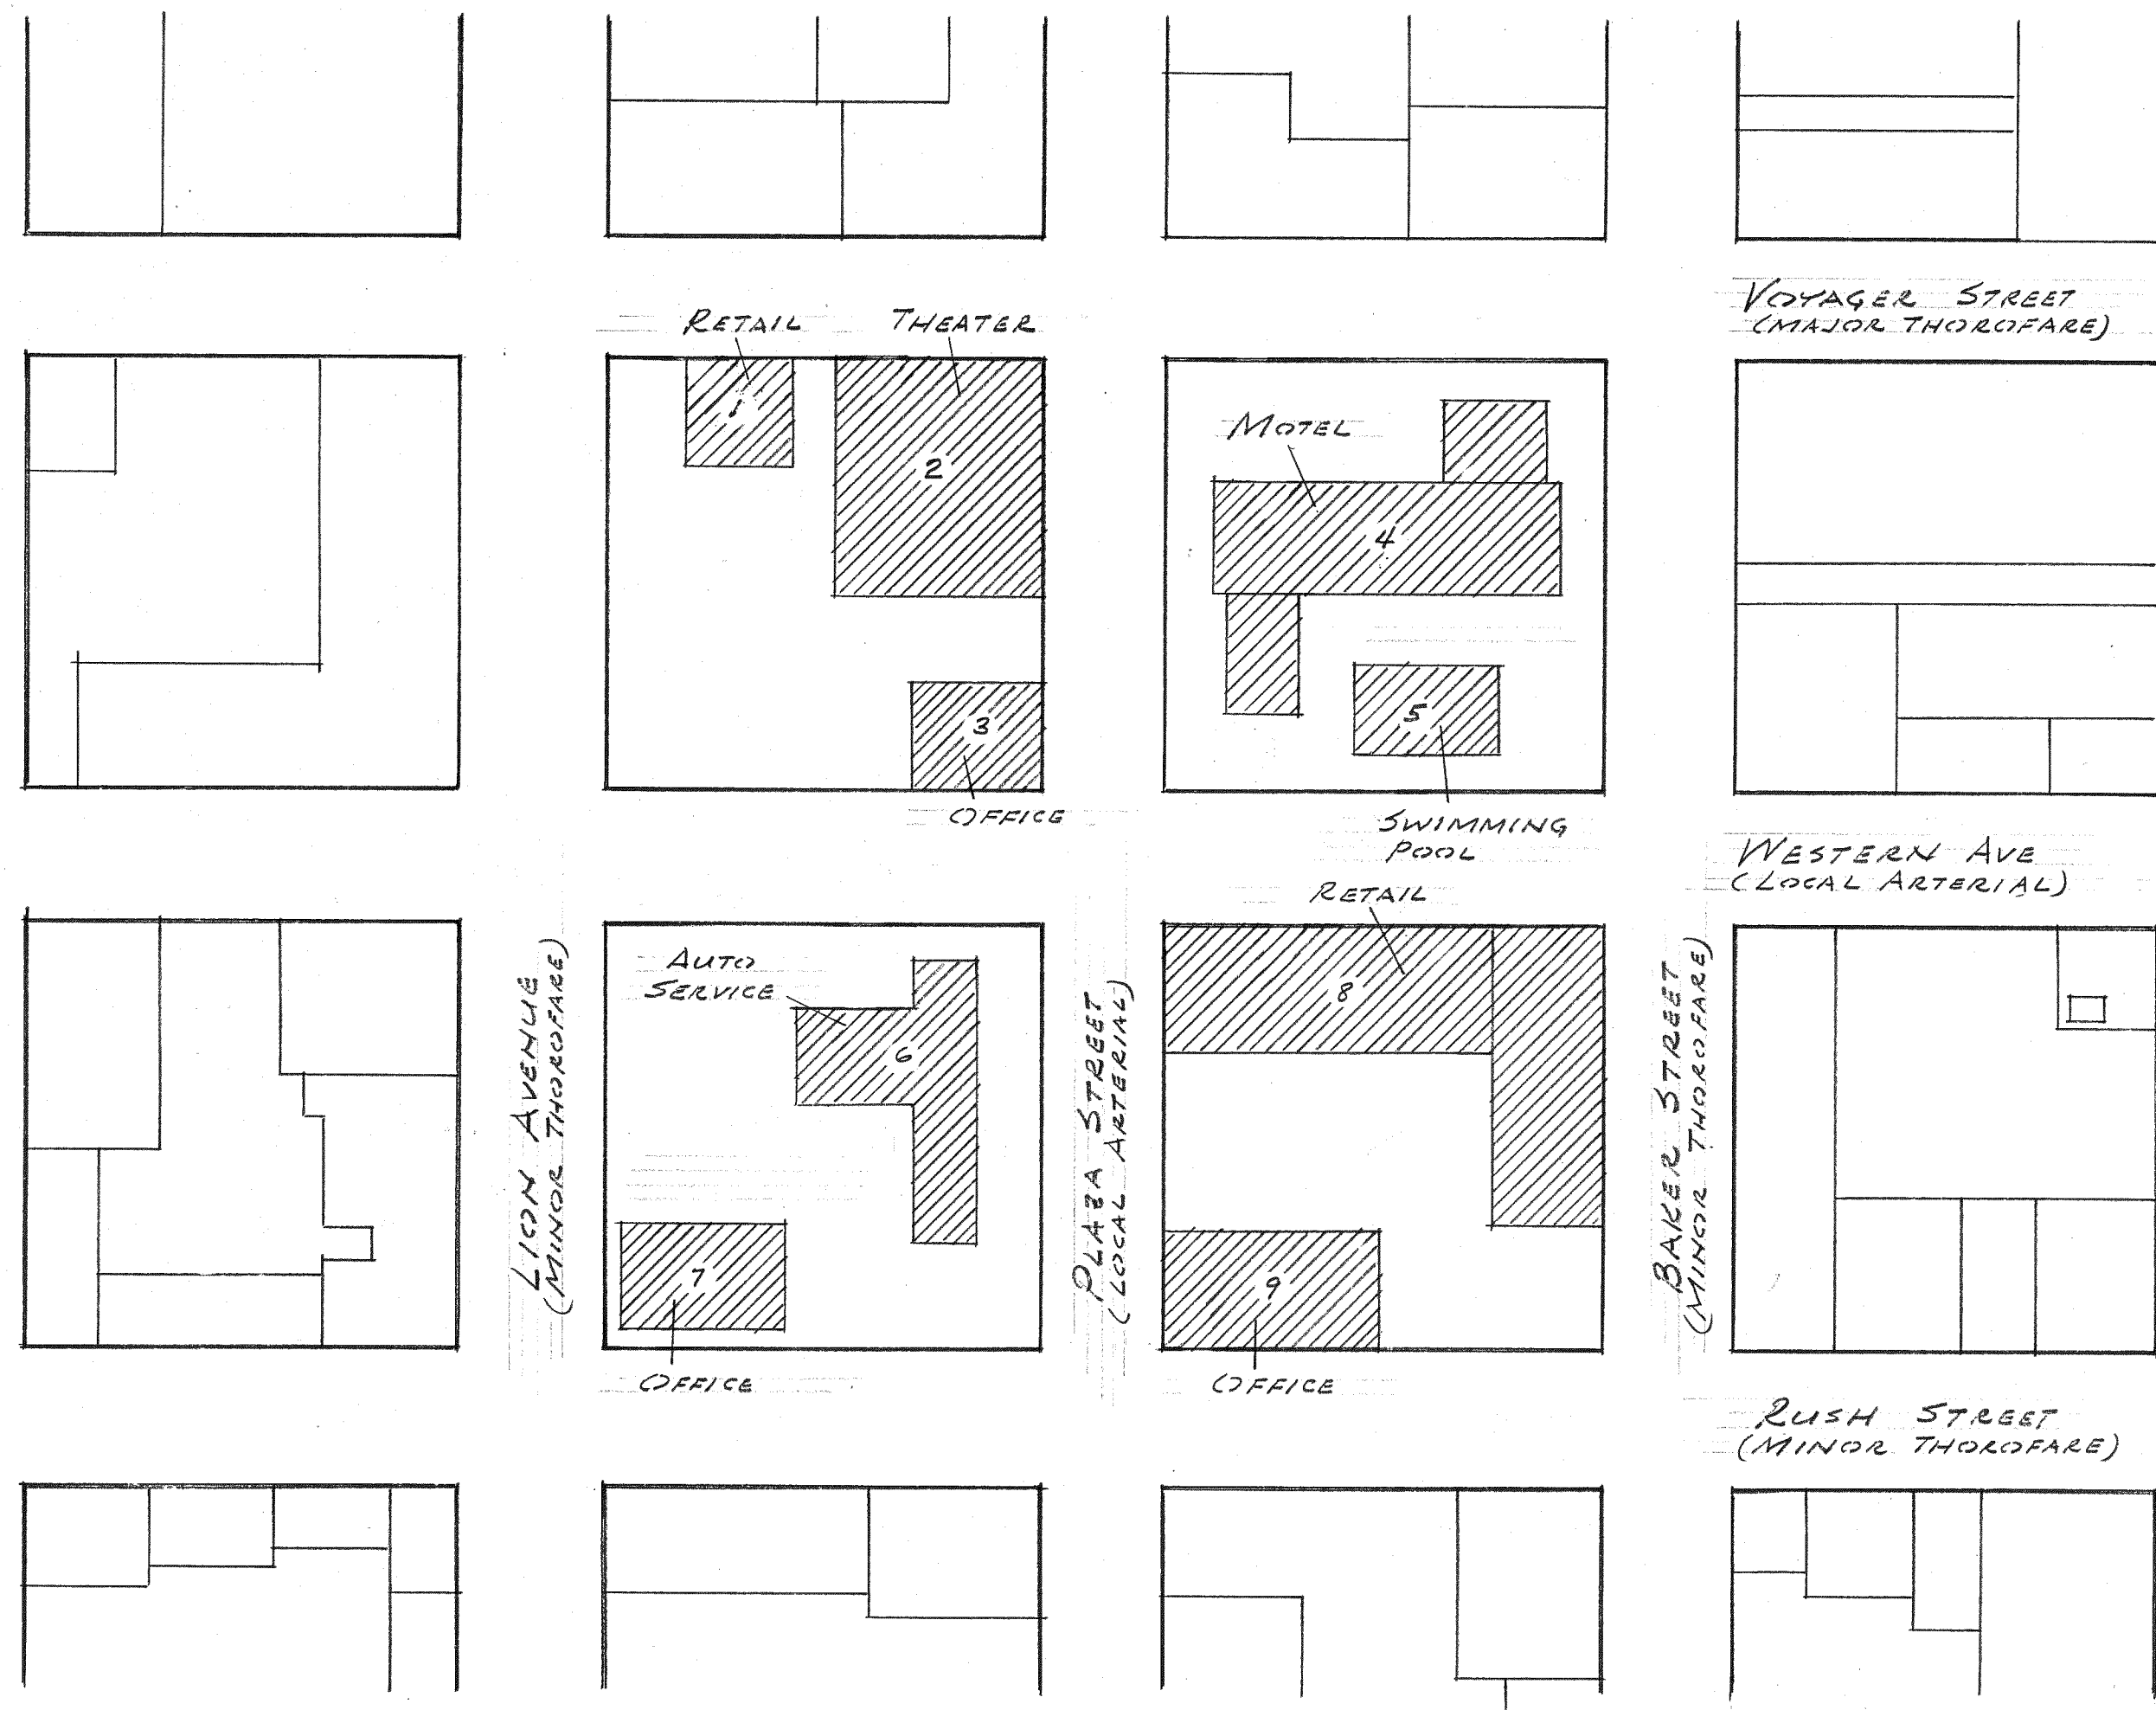 VOYAGER STREET
(MAJOR THOROFARE)
RETAIL
THEATER
1
2
MOTEL
4
3
5
OFFICE
SWIMMING
POOL
WESTERN AVE
(LOCAL ARTERIAL)
RETAIL
LION AVENUE
(MINOR THOROFARE)
AUTO
SERVICE
6
PLAZA STREET
(LOCAL ARTERIAL)
8
BAKER STREET
(MINOR THOROFARE)
7
9
OFFICE
OFFICE
RUSH STREET
(MINOR THOROFARE)